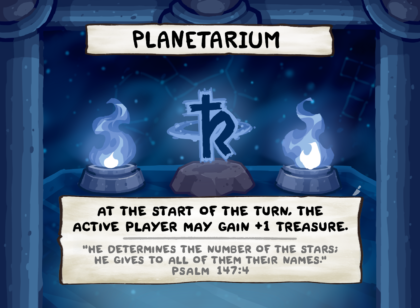 PLANETARIUM
AT THE START OF THE TURN, THE
ACTIVE PLAYER MAY GAIN +1 TREASURE.
"HE DETERMINES THE NUMBER OF THE STARS;
HE GIVES TO ALL OF THEM THEIR NAMES."
PSALM 147:4